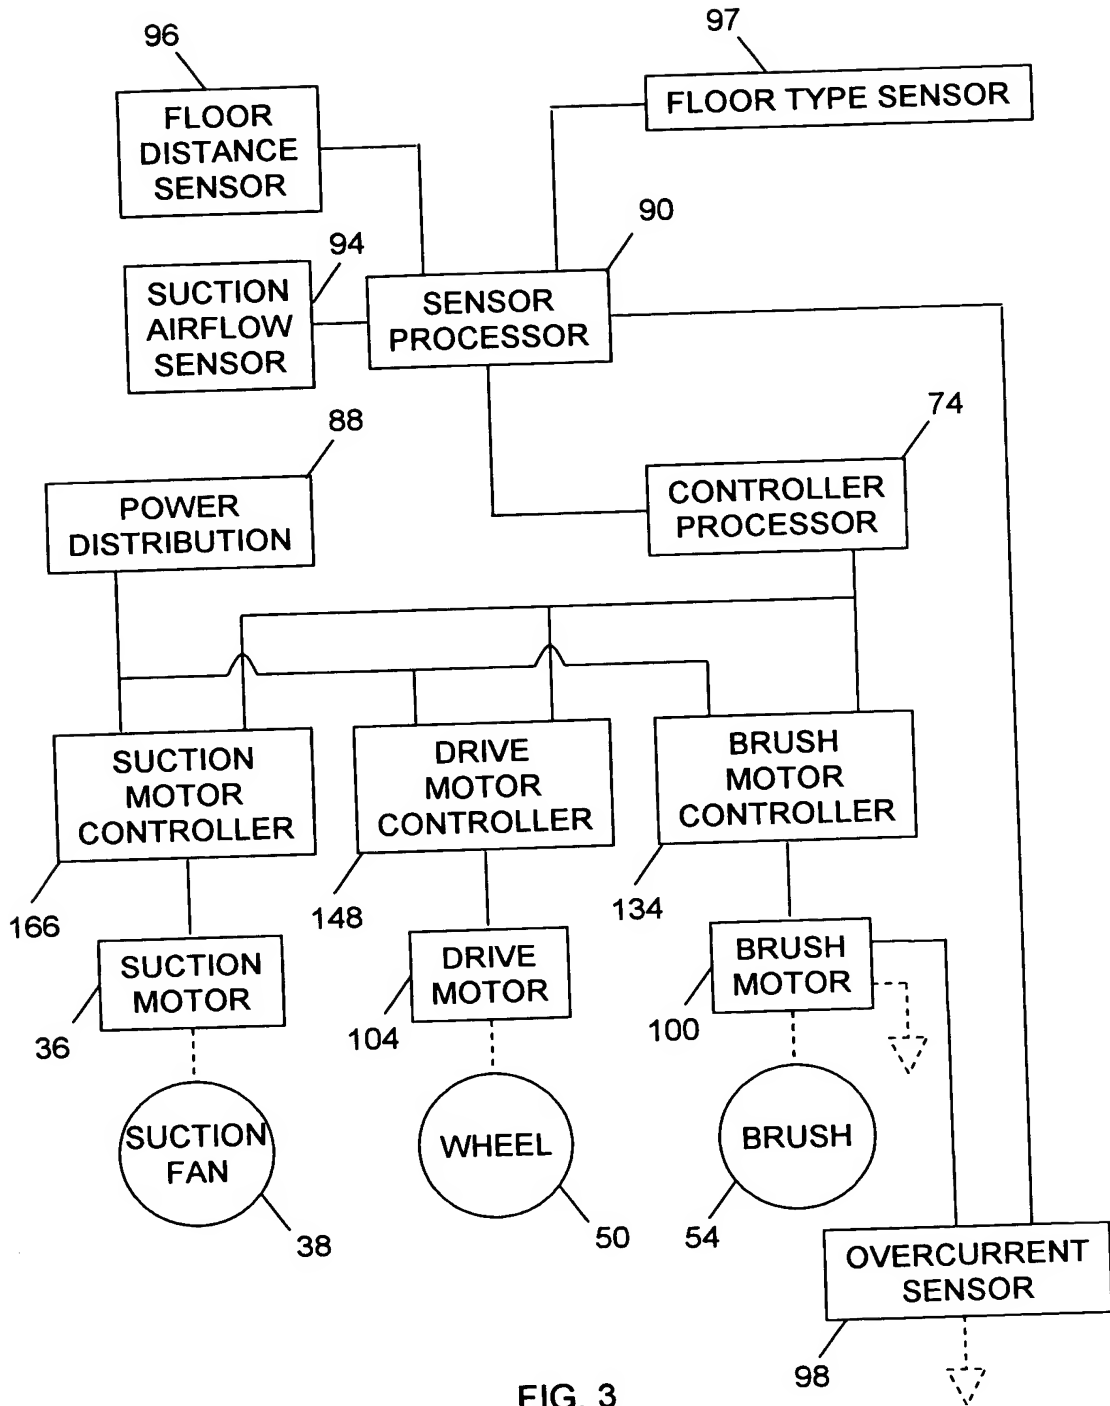 96
97
FLOOR
DISTANCE
SENSOR
FLOOR TYPE SENSOR
94
90
SUCTION
AIRFLOW
SENSOR
SENSOR
PROCESSOR
88
74
POWER
DISTRIBUTION
CONTROLLER
PROCESSOR
SUCTION
MOTOR
CONTROLLER
DRIVE
MOTOR
CONTROLLER
BRUSH
MOTOR
CONTROLLER
166
148
134
SUCTION
MOTOR
DRIVE
MOTOR
BRUSH
MOTOR
36
104
100
SUCTION
FAN
WHEEL
BRUSH
38
50
54
OVERCURRENT
SENSOR
98
FIG. 3